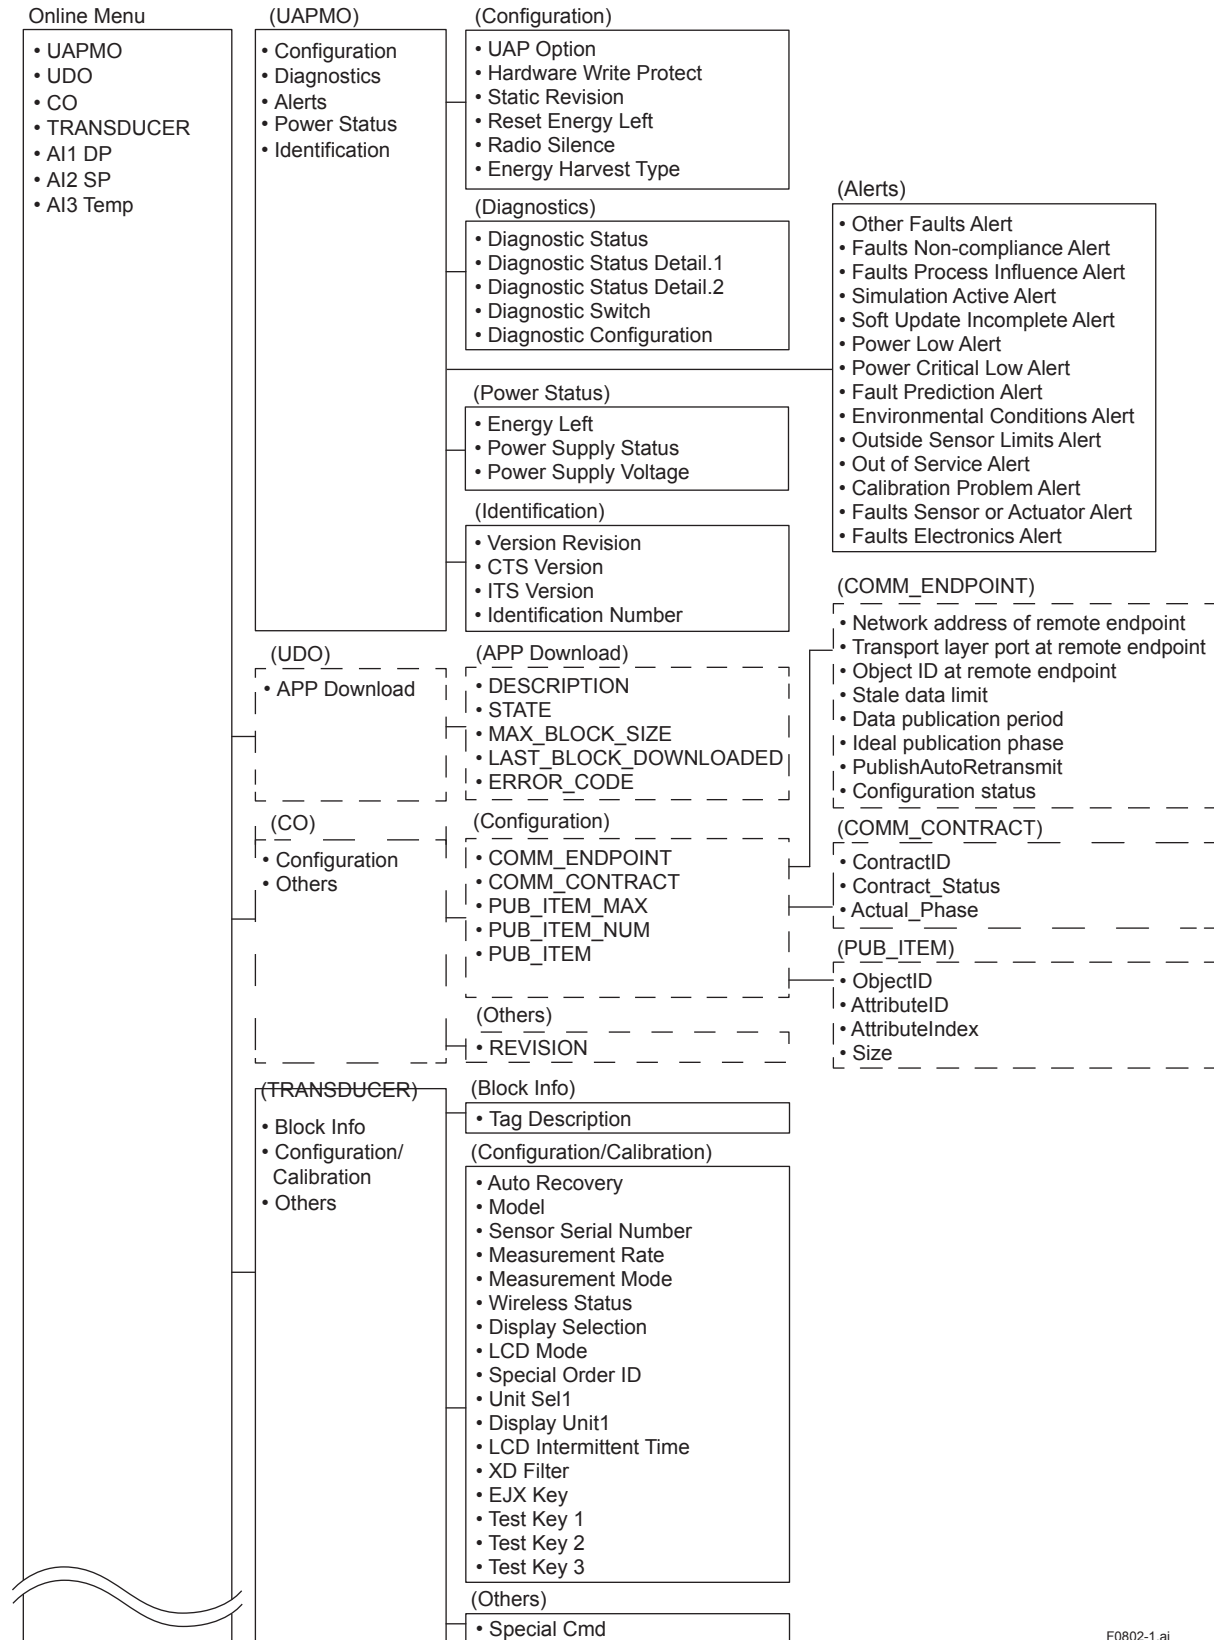 Online Menu
• UAPMO
• UDO
• CO
• TRANSDUCER
• AI1 DP
• AI2 SP
• AI3 Temp
(UAPMO)
• Configuration
• Diagnostics
• Alerts
• Power Status
• Identification
(Configuration)
• UAP Option
• Hardware Write Protect
• Static Revision
• Reset Energy Left
• Radio Silence
• Energy Harvest Type
(Diagnostics)
• Diagnostic Status
• Diagnostic Status Detail.1
• Diagnostic Status Detail.2
• Diagnostic Switch
• Diagnostic Configuration
(Alerts)
• Other Faults Alert
• Faults Non-compliance Alert
• Faults Process Influence Alert
• Simulation Active Alert
• Soft Update Incomplete Alert
• Power Low Alert
• Power Critical Low Alert
• Fault Prediction Alert
• Environmental Conditions Alert
• Outside Sensor Limits Alert
• Out of Service Alert
• Calibration Problem Alert
• Faults Sensor or Actuator Alert
• Faults Electronics Alert
(Power Status)
• Energy Left
• Power Supply Status
• Power Supply Voltage
(Identification)
• Version Revision
• CTS Version
• ITS Version
• Identification Number
(UDO)
• APP Download
(APP Download)
• DESCRIPTION
• STATE
• MAX_BLOCK_SIZE
• LAST_BLOCK_DOWNLOADED
• ERROR_CODE
(CO)
• Configuration
• Others
(Configuration)
• COMM_ENDPOINT
• COMM_CONTRACT
• PUB_ITEM_MAX
• PUB_ITEM_NUM
• PUB_ITEM
(COMM_ENDPOINT)
• Network address of remote endpoint
• Transport layer port at remote endpoint
• Object ID at remote endpoint
• Stale data limit
• Data publication period
• Ideal publication phase
• PublishAutoRetransmit
• Configuration status
(COMM_CONTRACT)
• ContractID
• Contract_Status
• Actual_Phase
(PUB_ITEM)
• ObjectID
• AttributeID
• AttributeIndex
• Size
(Others)
• REVISION
(TRANSDUCER)
• Block Info
• Configuration/
Calibration
• Others
(Block Info)
• Tag Description
(Configuration/Calibration)
• Auto Recovery
• Model
• Sensor Serial Number
• Measurement Rate
• Measurement Mode
• Wireless Status
• Display Selection
• LCD Mode
• Special Order ID
• Unit Sel1
• Display Unit1
• LCD Intermittent Time
• XD Filter
• EJX Key
• Test Key 1
• Test Key 2
• Test Key 3
(Others)
• Special Cmd
F0802-1.ai